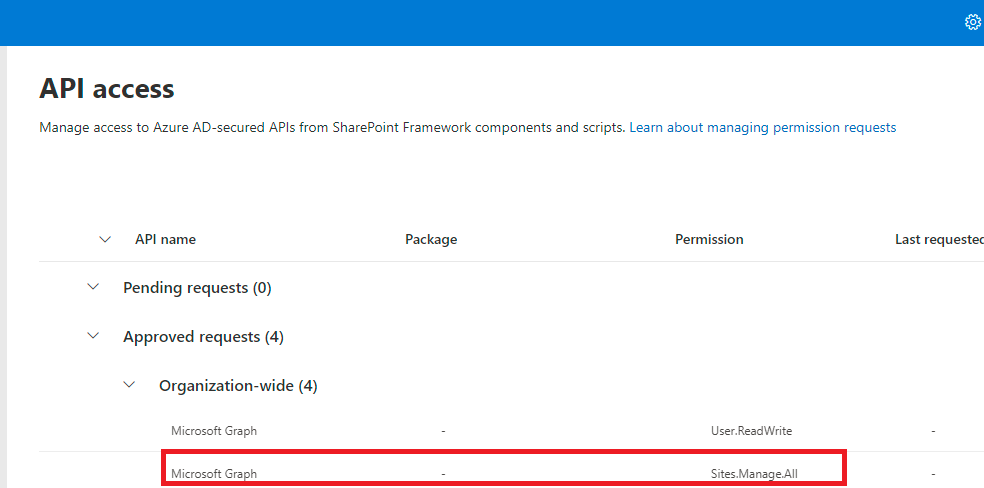 API access
Manage access to Azure AD-secured APIs from SharePoint Framework components and scripts. Learn about managing permission requests
API name Package Permission Last requested
Pending requests (0)
Approved requests (4)
Organization-wide (4)
Microsoft Graph - User.ReadWrite -
Microsoft Graph - Sites.Manage.All -